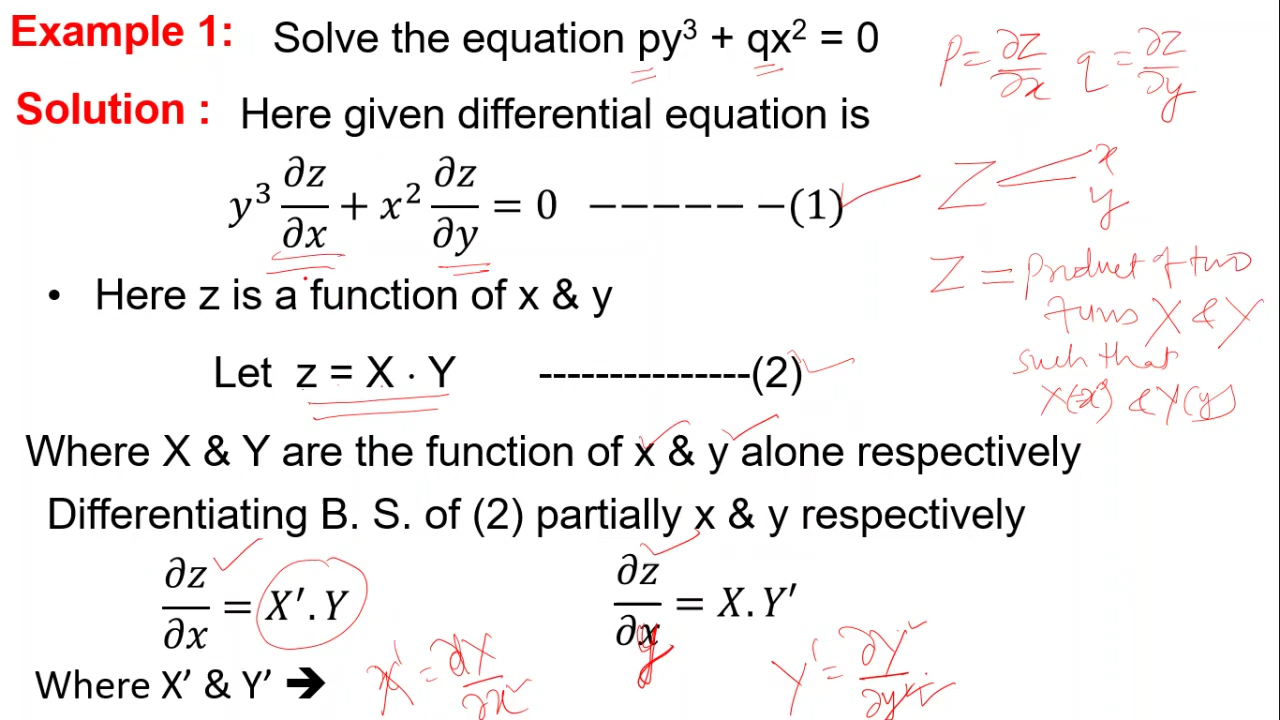 Example 1: Solve the equation py³ + qx² = 0
p = ∂z/∂x q = ∂z/∂y
Solution : Here given differential equation is
y³ ∂z/∂x + x² ∂z/∂y = 0 − − − − − − −(1)
Z < x y
• Here z is a function of x & y
Z = product of two
funs X & Y
such that
X(x) & Y(y)
Let z = X · Y ---------------(2)
Where X & Y are the function of x & y alone respectively
Differentiating B. S. of (2) partially x & y respectively
∂z/∂x = X′.Y ∂z/∂y = X.Y′
Where X’ & Y’ ➔ X' = dX/∂x Y' = ∂Y/∂y